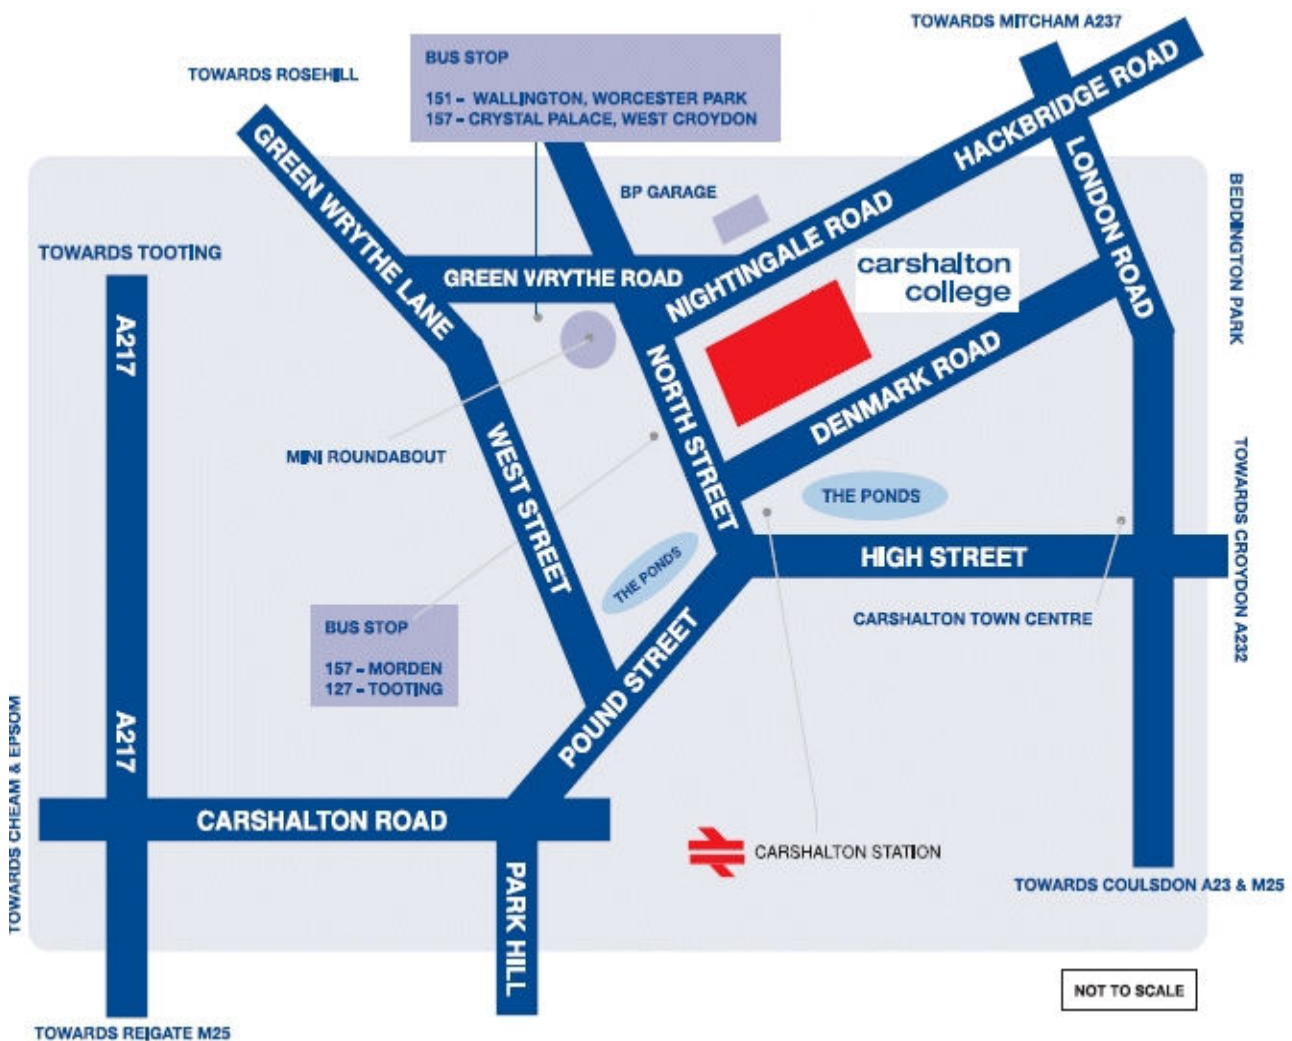 TOWARDS MITCHAM A237
TOWARDS ROSEHILL
BUS STOP
151 - WALLINGTON, WORCESTER PARK
157 - CRYSTAL PALACE, WEST CROYDON
HACKBRIDGE ROAD
GREEN WRYTHE LANE
LONDON ROAD
BP GARAGE
BEDDINGTON PARK
TOWARDS TOOTING
GREEN WRYTHE ROAD
NIGHTINGALE ROAD
carshalton
college
A217
NORTH STREET
DENMARK ROAD
MINI ROUNDABOUT
WEST STREET
THE PONDS
TOWARDS CROYDON A232
HIGH STREET
THE PONDS
BUS STOP
157 - MORDEN
127 - TOOTING
CARSHALTON TOWN CENTRE
POUND STREET
A217
TOWARDS CHEAM & EPSOM
CARSHALTON ROAD
CARSHALTON STATION
PARK HILL
TOWARDS COULSDON A23 & M25
NOT TO SCALE
TOWARDS REIGATE M25